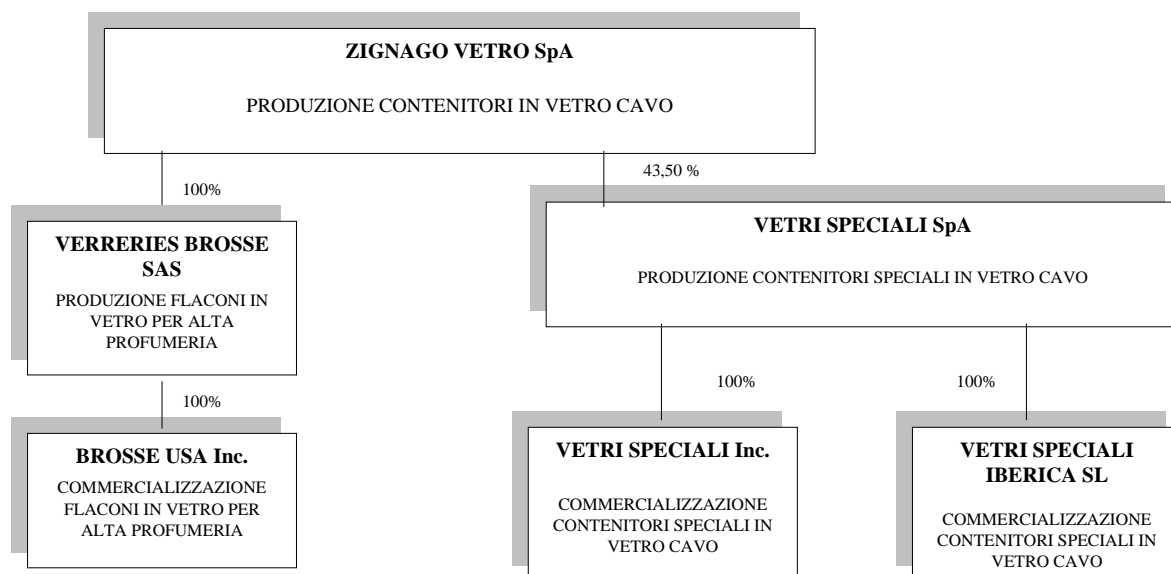 ZIGNAGO VETRO SpA
PRODUZIONE CONTENITORI IN VETRO CAVO
100%
43,50 %
VERRERIES BROSSE
SAS
PRODUZIONE FLACONI IN
VETRO PER ALTA
PROFUMERIA
VETRI SPECIALI SpA
PRODUZIONE CONTENITORI SPECIALI IN VETRO CAVO
100%
100%
100%
BROSSE USA Inc.
COMMERCIALIZZAZIONE
FLACONI IN VETRO PER
ALTA PROFUMERIA
VETRI SPECIALI Inc.
COMMERCIALIZZAZIONE
CONTENITORI SPECIALI IN
VETRO CAVO
VETRI SPECIALI
IBERICA SL
COMMERCIALIZZAZIONE
CONTENITORI SPECIALI IN
VETRO CAVO